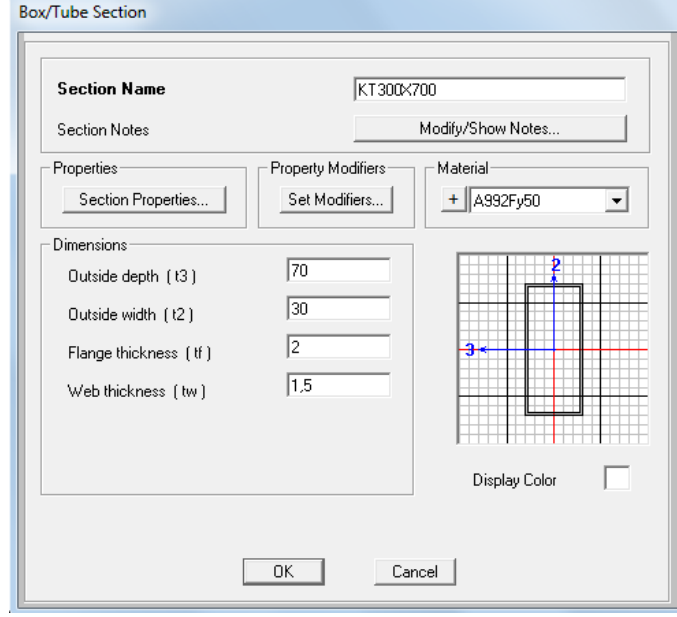 Box/Tube Section
Section Name KT300X700
Section Notes Modify/Show Notes...
Properties Property Modifiers Material
Section Properties... Set Modifiers... + A992Fy50
Dimensions
Outside depth ( t3 ) 70
Outside width ( t2 ) 30
Flange thickness ( tf ) 2
Web thickness ( tw ) 1,5
2
3
Display Color
OK Cancel